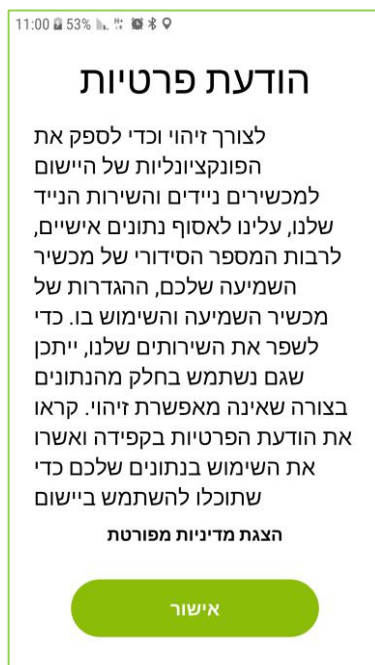 11:00 53%
הודעת פרטיות
לצורך זיהוי וכדי לספק את
הפונקציונליות של היישום
למכשירים ניידים והשירות הנייד
שלנו, עלינו לאסוף נתונים אישיים,
לרבות המספר הסידורי של מכשיר
השמיעה שלכם, ההגדרות של
מכשיר השמיעה והשימוש בו. כדי
לשפר את השירותים שלנו, ייתכן
שגם נשתמש בחלק מהנתונים
בצורה שאינה מאפשרת זיהוי. קראו
את הודעת הפרטיות בקפידה ואשרו
את השימוש בנתונים שלכם כדי
שתוכלו להשתמש ביישום
הצגת מדיניות מפורטת
אישור